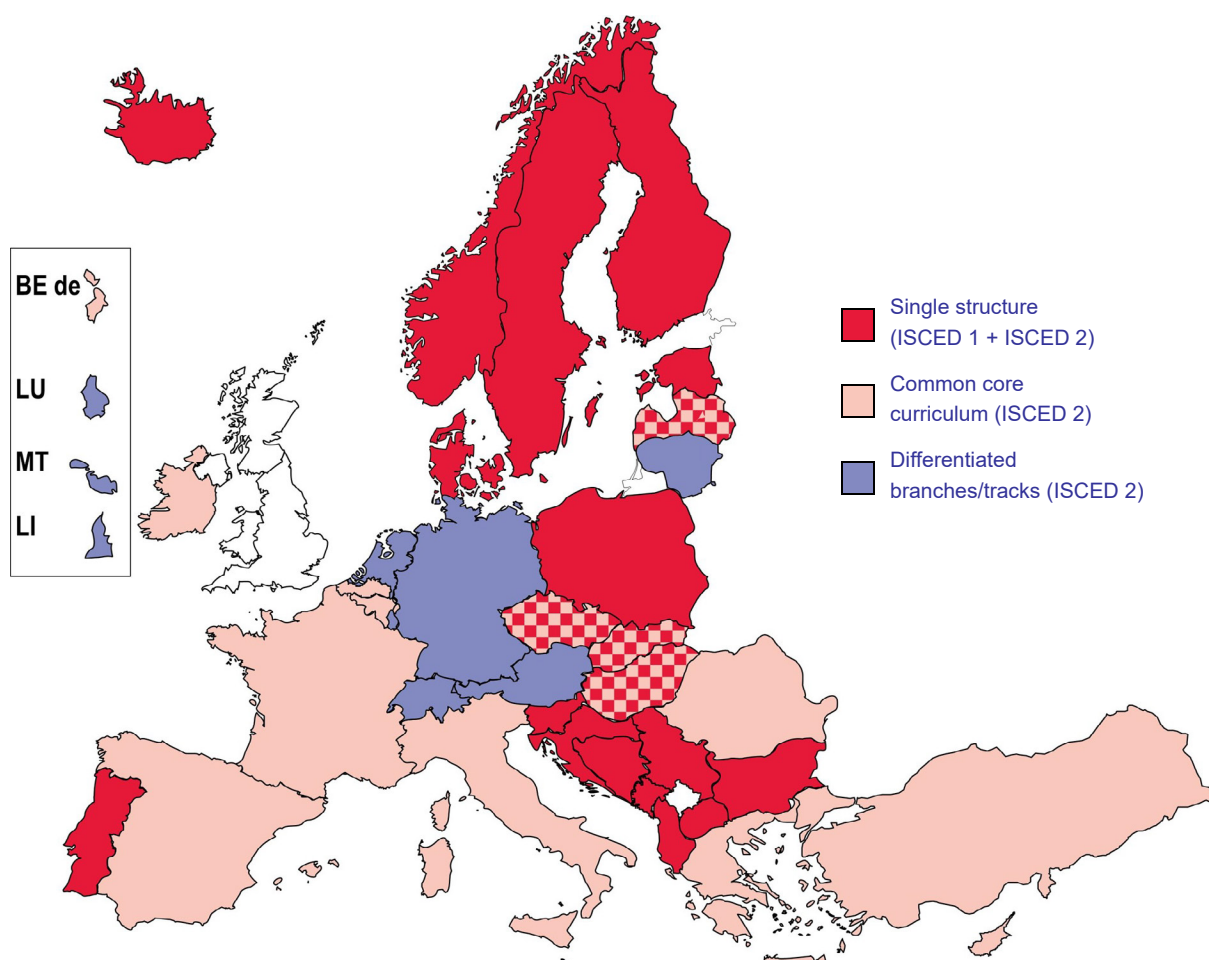 BE de
LU
MT
LI
Single structure
(ISCED 1 + ISCED 2)
Common core
curriculum (ISCED 2)
Differentiated
branches/tracks (ISCED 2)